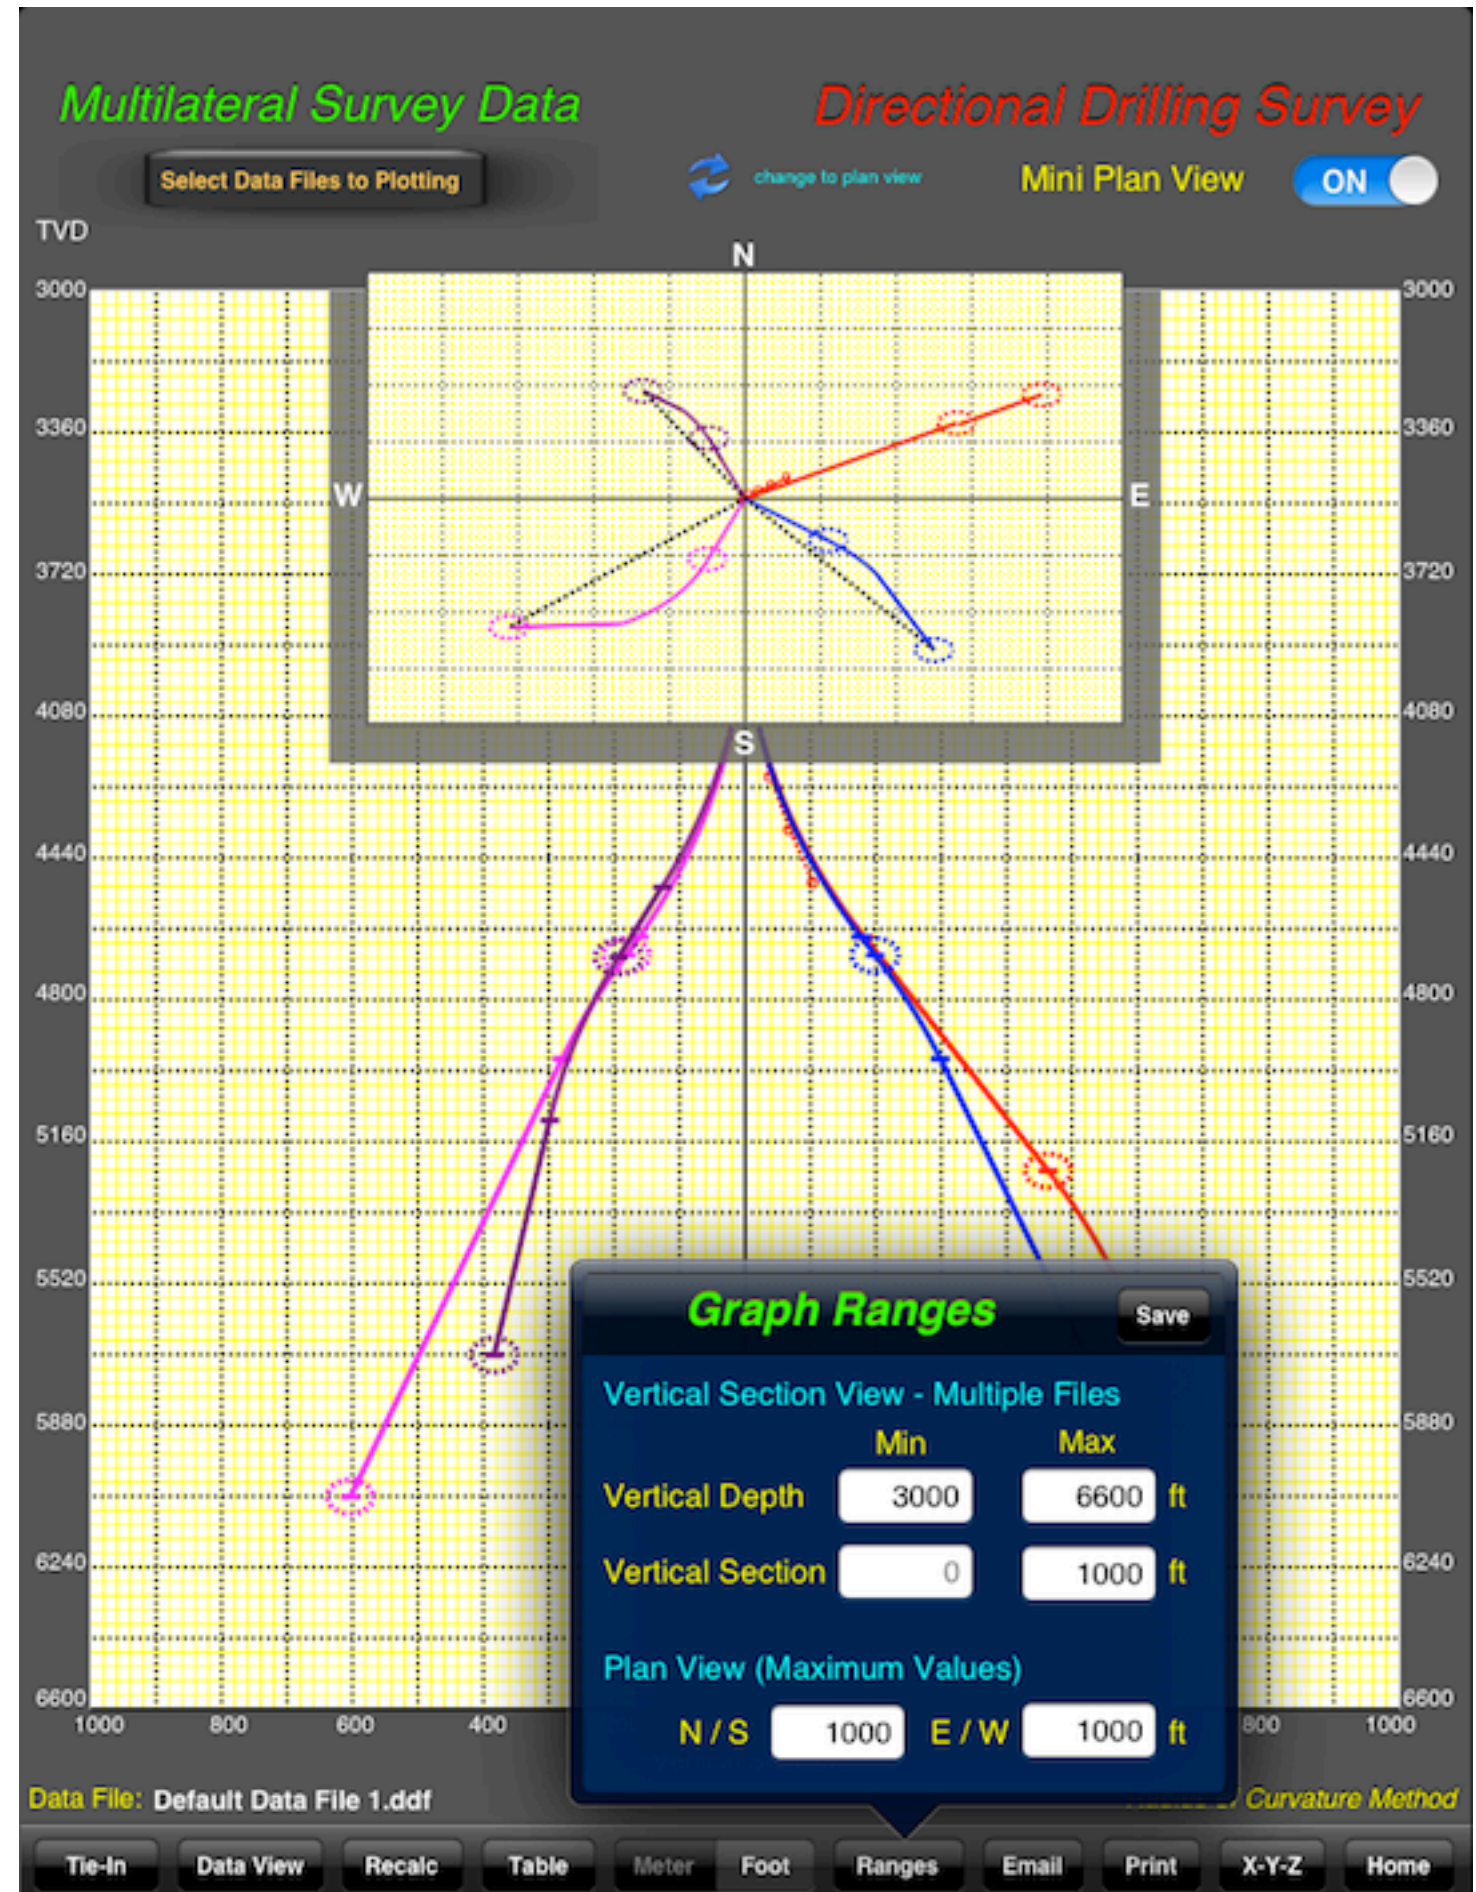 Multilateral Survey Data Directional Drilling Survey
Select Data Files to Plotting change to plan view Mini Plan View ON
TVD
N
3000 3000
3360 3360
W E
3720 3720
4080 4080
S
4440 4440
4800 4800
5160 5160
5520 5520
Graph Ranges Save
Vertical Section View - Multiple Files
5880 5880
Min Max
Vertical Depth 3000 6600 ft
6240 6240
Vertical Section 0 1000 ft
Plan View (Maximum Values)
6600 6600
1000 800 600 400 800 1000
N / S 1000 E / W 1000 ft
Data File: Default Data File 1.ddf Curvature Method
Tie-In Data View Recalc Table Meter Foot Ranges Email Print X-Y-Z Home